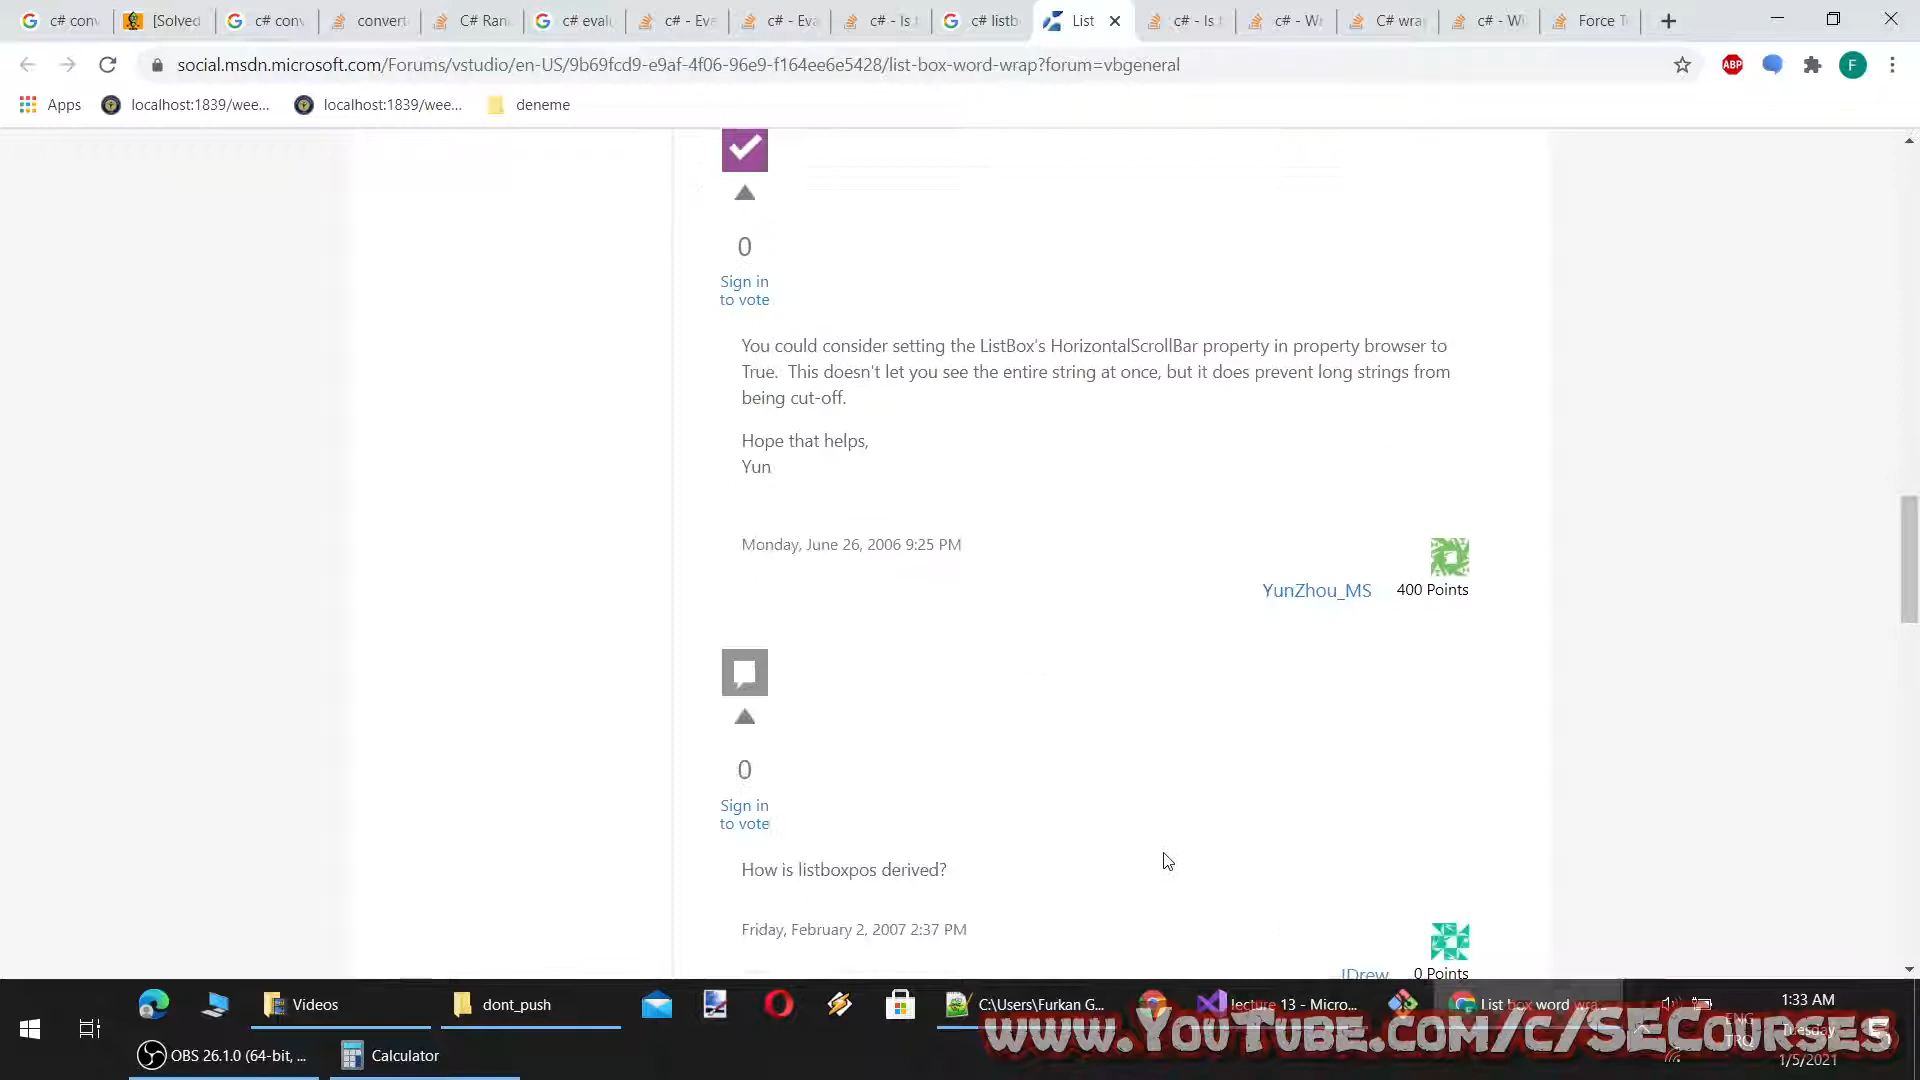 c# conv
[Solved
c# conv
convert
C# Ran
c# evalu
c# - Eva
c# - Eva
c# - Is t
c# listb
List
c# - Is t
c# - Wr
C# wra
c# - Wi
Force T
social.msdn.microsoft.com/Forums/vstudio/en-US/9b69fcd9-e9af-4f06-96e9-f164ee6e5428/list-box-word-wrap?forum=vbgeneral
ABP
F
Apps
localhost:1839/wee...
localhost:1839/wee...
deneme
0
Sign in
to vote
You could consider setting the ListBox's HorizontalScrollBar property in property browser to
True.  This doesn't let you see the entire string at once, but it does prevent long strings from
being cut-off.
Hope that helps,
Yun
Monday, June 26, 2006 9:25 PM
YunZhou_MS
400 Points
0
Sign in
to vote
How is listboxpos derived?
Friday, February 2, 2007 2:37 PM
JDrew
0 Points
Videos
dont_push
C:\Users\Furkan G...
lecture 13 - Micro...
List box word wra...
1:33 AM
ENG
Tuesday
TRQ
1/5/2021
www.YouTube.com/c/SECourses
OBS 26.1.0 (64-bit, ...
Calculator